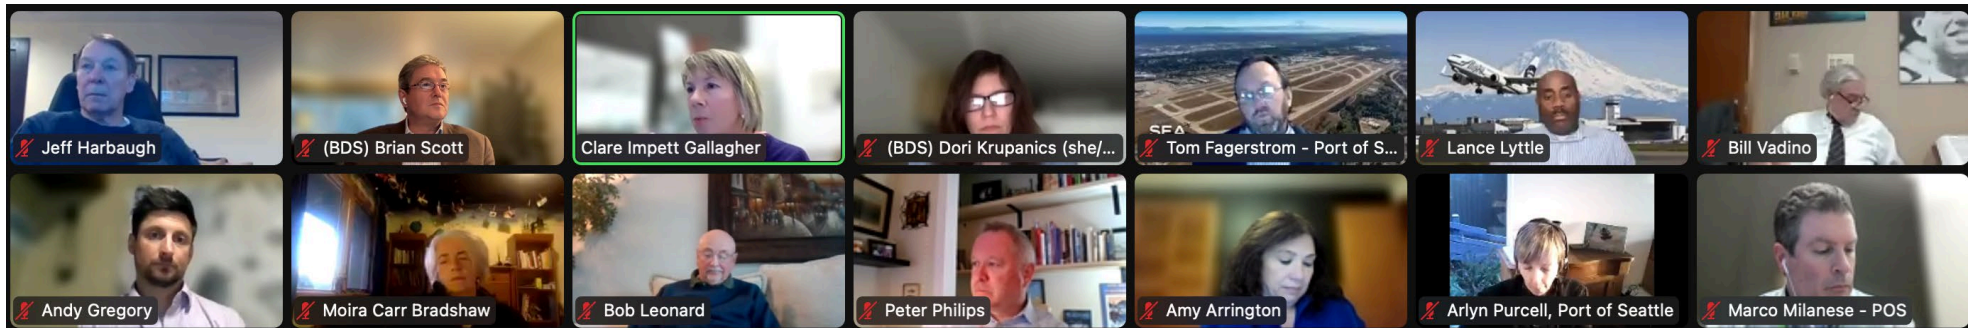 Jeff Harbaugh
(BDS) Brian Scott
Clare Impett Gallagher
(BDS) Dori Krupanics (she/...
SEA
Tom Fagerstrom - Port of S...
Lance Lyttle
Bill Vadino
Andy Gregory
Moira Carr Bradshaw
Bob Leonard
Peter Philips
Amy Arrington
Arlyn Purcell, Port of Seattle
Marco Milanese - POS